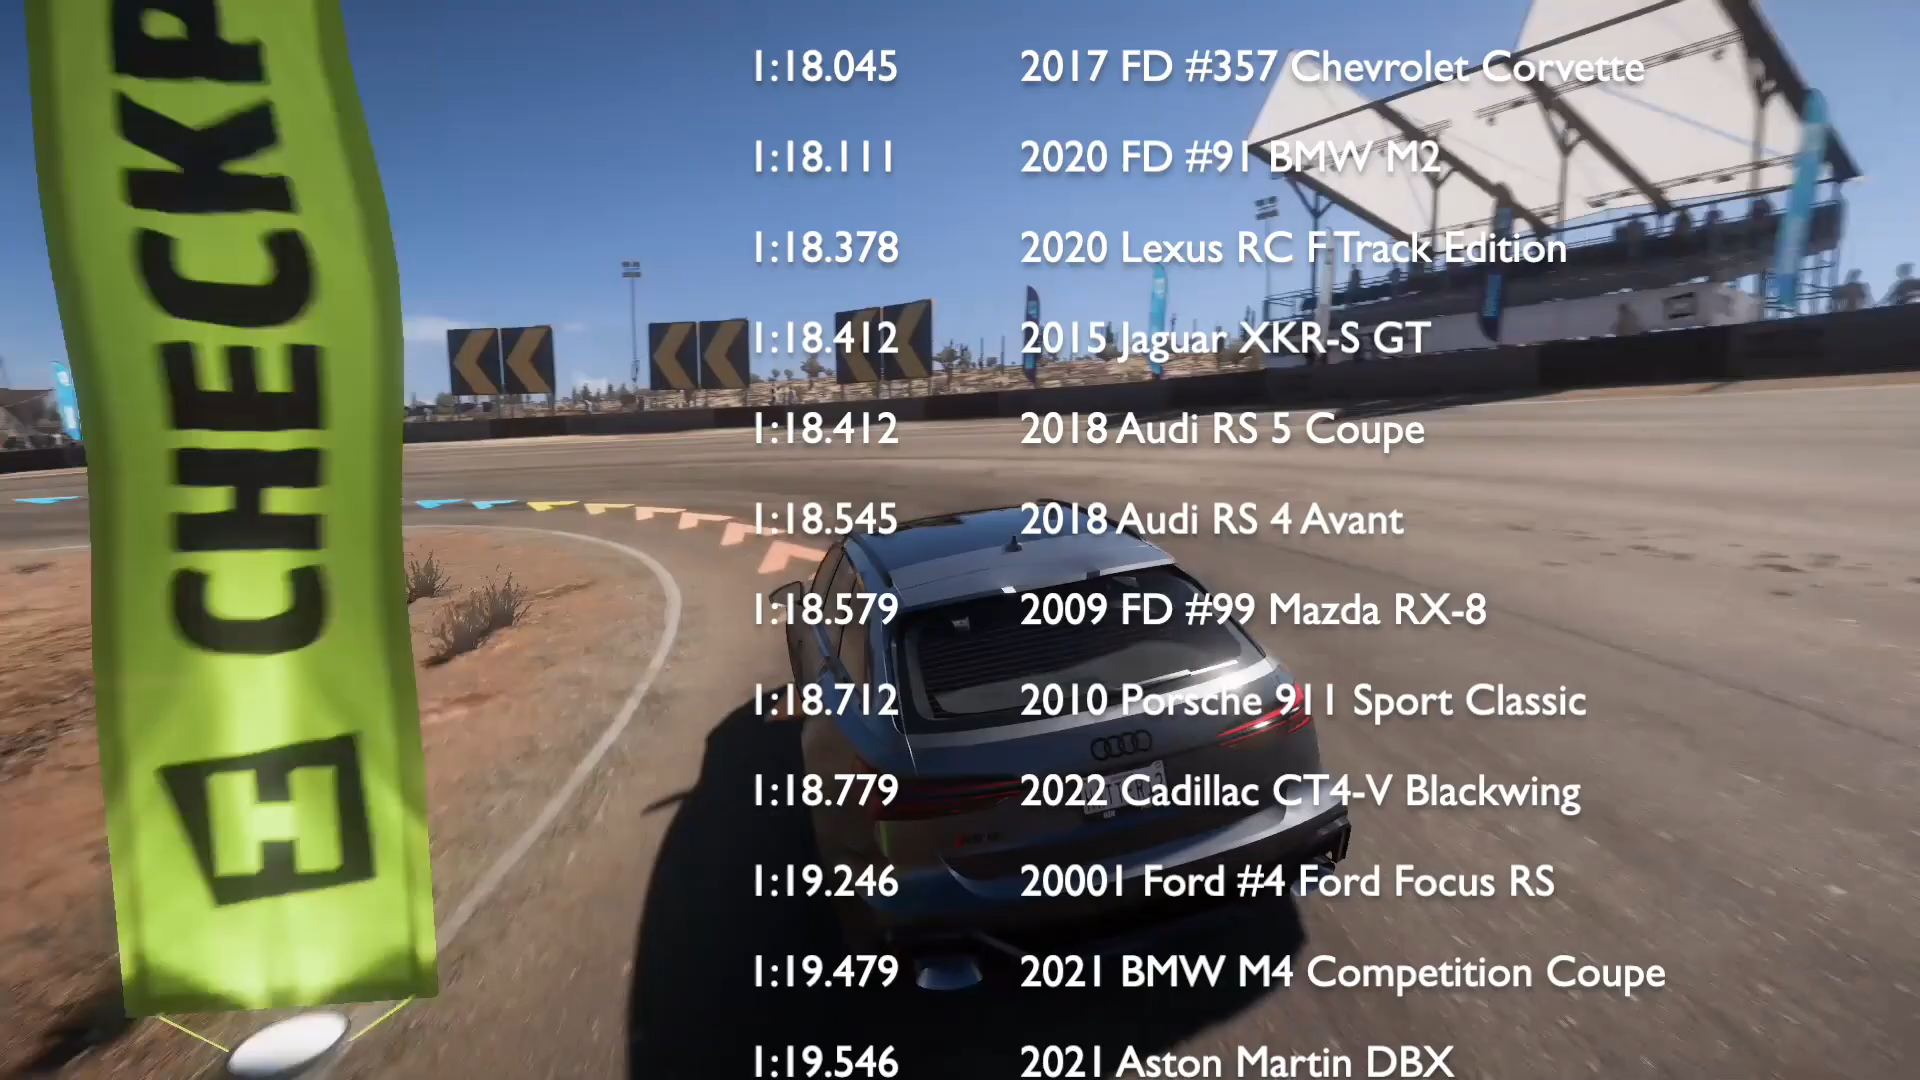 CHECKP
H
1:18.045 2017 FD #357 Chevrolet Corvette
1:18.111 2020 FD #91 BMW M2
1:18.378 2020 Lexus RC F Track Edition
1:18.412 2015 Jaguar XKR-S GT
1:18.412 2018 Audi RS 5 Coupe
1:18.545 2018 Audi RS 4 Avant
1:18.579 2009 FD #99 Mazda RX-8
1:18.712 2010 Porsche 911 Sport Classic
1:18.779 2022 Cadillac CT4-V Blackwing
1:19.246 20001 Ford #4 Ford Focus RS
1:19.479 2021 BMW M4 Competition Coupe
1:19.546 2021 Aston Martin DBX